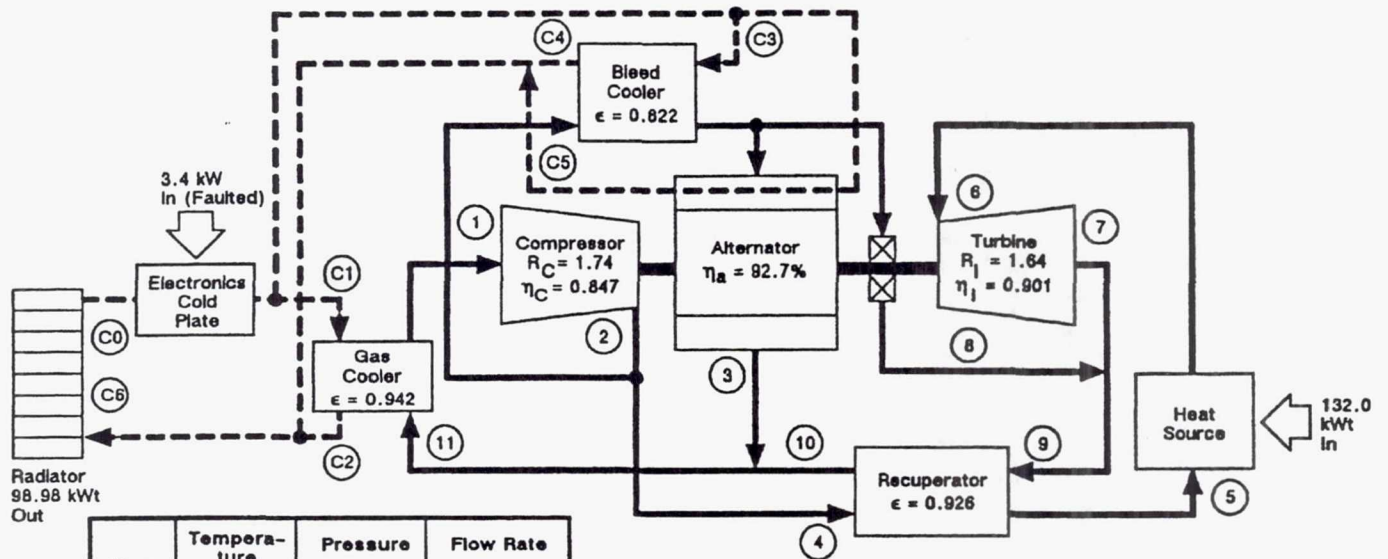 C4
C3
Bleed
Cooler
ϵ = 0.822
C5
3.4 kW
In (Faulted)
6
1
Compressor
R_C = 1.74
η_C = 0.847
Alternator
η_a = 92.7%
Turbine
R_I = 1.64
η_I = 0.901
7
Electronics
Cold
Plate
C1
C0
2
8
Gas
Cooler
ϵ = 0.942
3
C6
Heat
Source
132.0
kWt
In
C2
11
10
9
Radiator
98.98 kWt
Out
Recuperator
ϵ = 0.926
5
4
Tempera-
ture
Pressure
Flow Rate